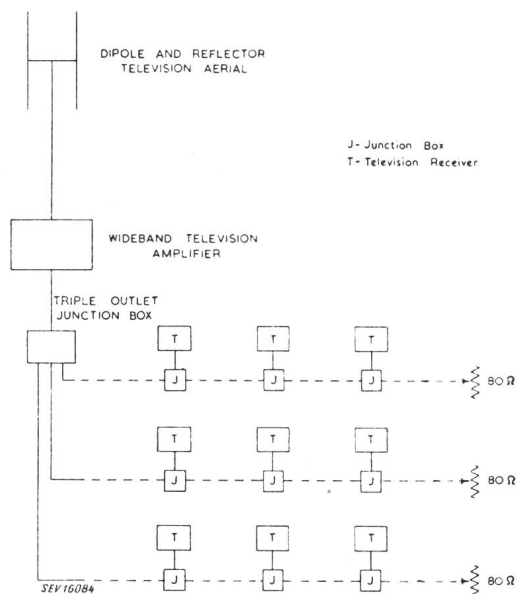 DIPOLE AND REFLECTOR
TELEVISION AERIAL
J-Junction Box
T-Television Receiver
WIDEBAND TELEVISION
AMPLIFIER
TRIPLE OUTLET
JUNCTION BOX
T T T
J J J 80 Ω
T T T
J J J 80 Ω
T T T
J J J 80 Ω
SEV16084